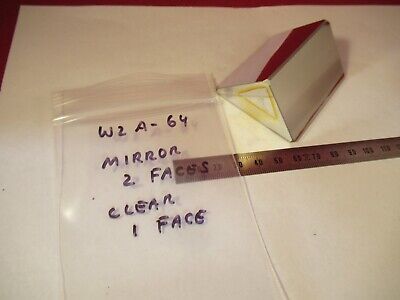 W2 A-64
MIRROR
2 FACES
CLEAR
1 FACE